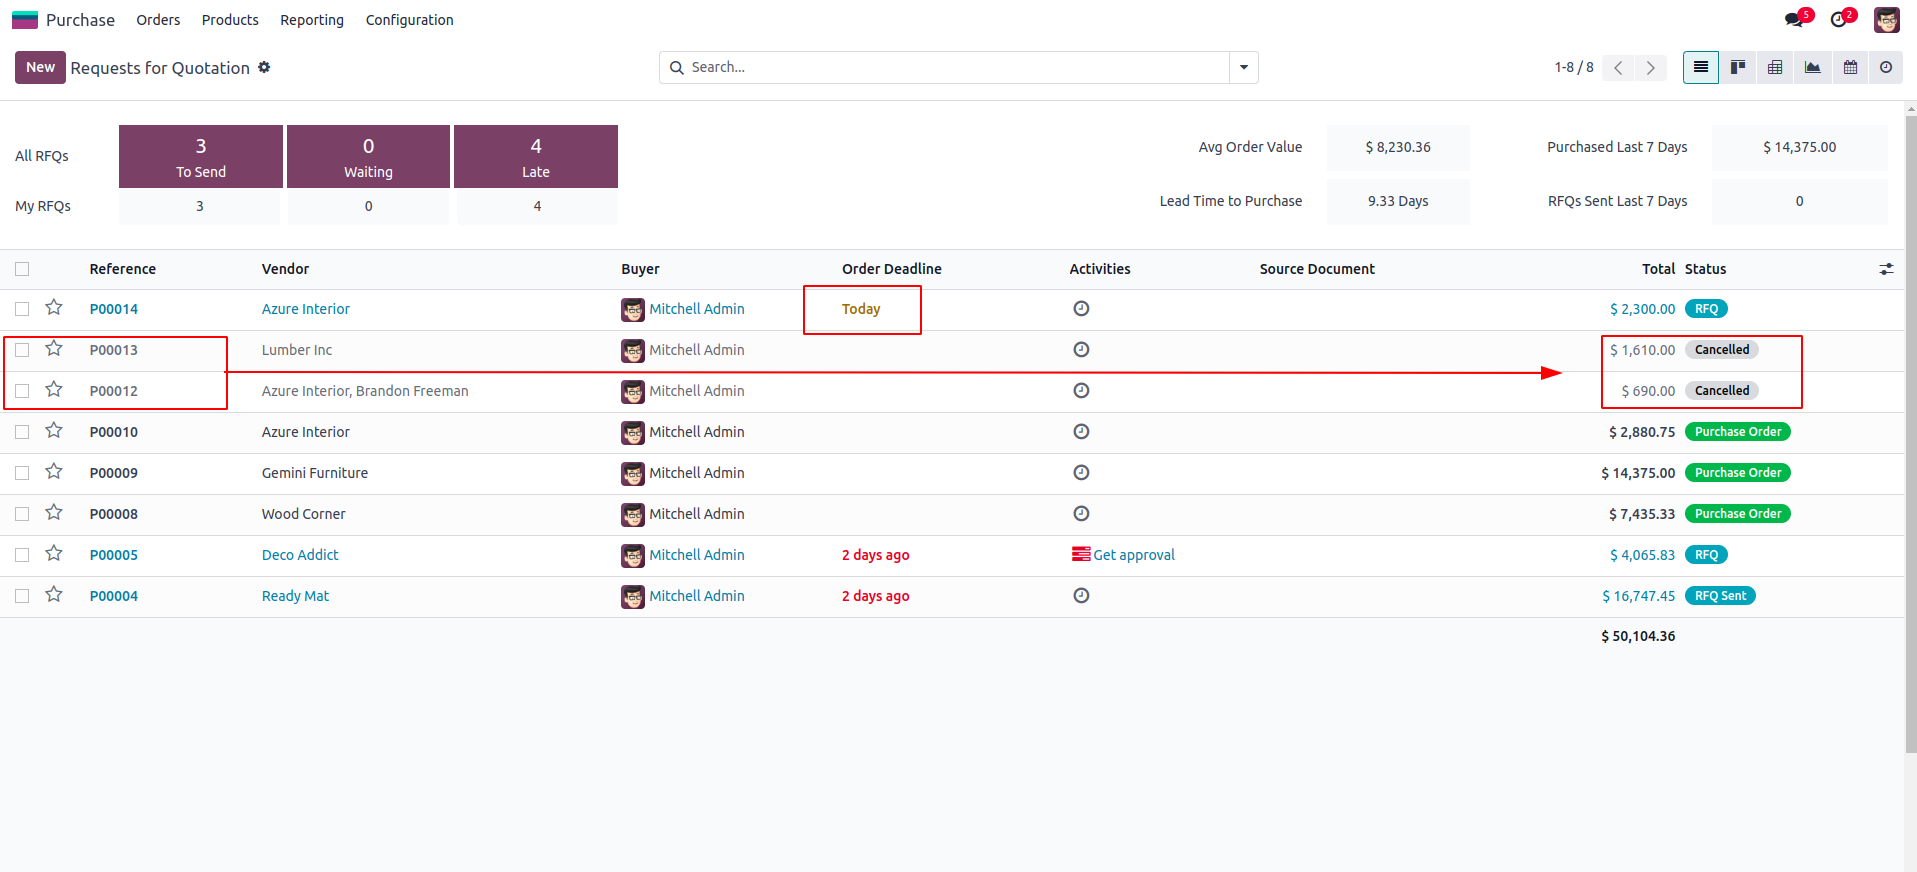 Purchase Orders Products Reporting Configuration 5 2
New Requests for Quotation Search... 1-8 / 8
All RFQs 3 To Send 0 Waiting 4 Late
My RFQs 3 0 4
Avg Order Value $ 8,230.36 Purchased Last 7 Days $ 14,375.00
Lead Time to Purchase 9.33 Days RFQs Sent Last 7 Days 0
Reference Vendor Buyer Order Deadline Activities Source Document Total Status
P00014 Azure Interior Mitchell Admin Today $ 2,300.00 RFQ
P00013 Lumber Inc Mitchell Admin $ 1,610.00 Cancelled
P00012 Azure Interior, Brandon Freeman Mitchell Admin $ 690.00 Cancelled
P00010 Azure Interior Mitchell Admin $ 2,880.75 Purchase Order
P00009 Gemini Furniture Mitchell Admin $ 14,375.00 Purchase Order
P00008 Wood Corner Mitchell Admin $ 7,435.33 Purchase Order
P00005 Deco Addict Mitchell Admin 2 days ago Get approval $ 4,065.83 RFQ
P00004 Ready Mat Mitchell Admin 2 days ago $ 16,747.45 RFQ Sent
$ 50,104.36